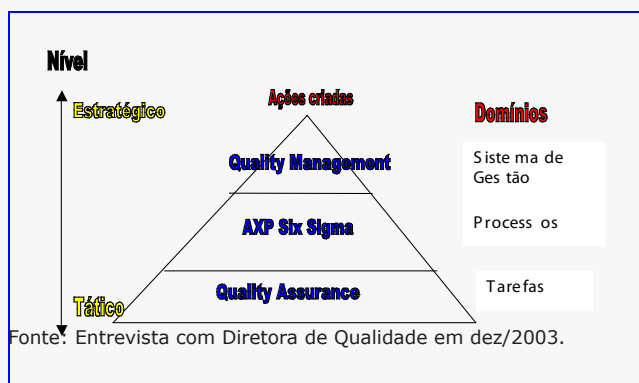 Nível
Estratégico
Ações criadas
Domínios
Quality Management
Siste ma de
Ges tão
AXP Six Sigma
Process os
Quality Assurance
Tarefas
Tático
Fonte: Entrevista com Diretora de Qualidade em dez/2003.